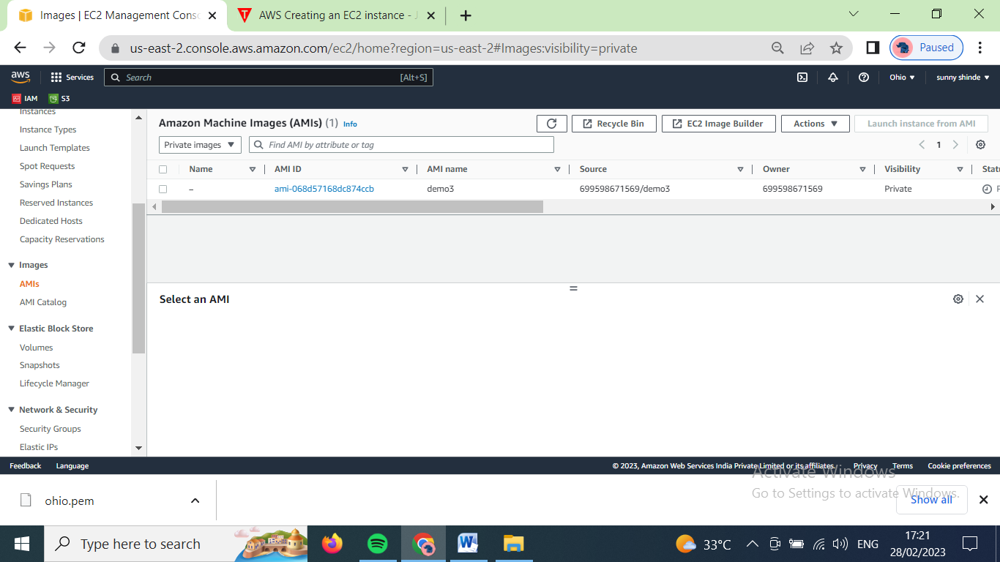 Images | EC2 Management Consc
AWS Creating an EC2 instance - J
us-east-2.console.aws.amazon.com/ec2/home?region=us-east-2#Images:visibility=private
Paused
aws
Services
Search
[Alt+S]
Ohio
sunny shinde
IAM
S3
Instances
Instance Types
Launch Templates
Spot Requests
Savings Plans
Reserved Instances
Dedicated Hosts
Capacity Reservations
Images
AMIs
AMI Catalog
Elastic Block Store
Volumes
Snapshots
Lifecycle Manager
Network & Security
Security Groups
Elastic IPs
Amazon Machine Images (AMIs) (1) Info
Recycle Bin
EC2 Image Builder
Actions
Launch instance from AMI
Private images
Find AMI by attribute or tag
1
Name AMI ID AMI name Source Owner Visibility Statu
– ami-068d57168dc874ccb demo3 699598671569/demo3 699598671569 Private P
Select an AMI
Feedback Language
© 2023, Amazon Web Services India Private Limited or its affiliates. Privacy Terms Cookie preferences
Activate Windows
Go to Settings to activate Windows.
ohio.pem
Show all
Type here to search
33°C
ENG
17:21
28/02/2023